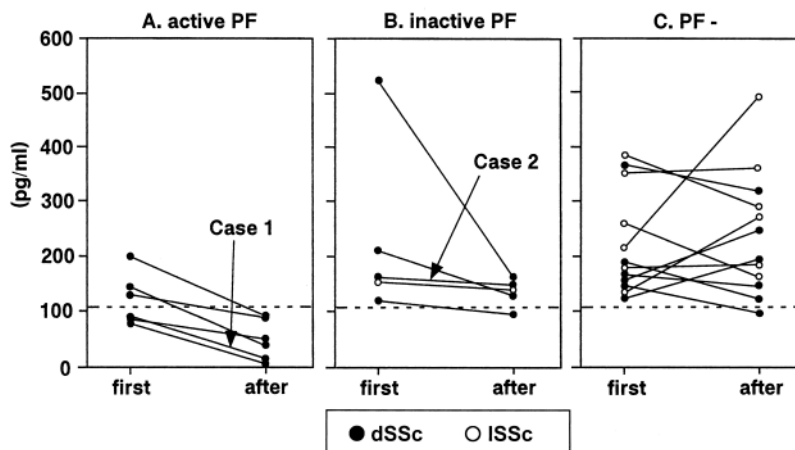 A. active PF
B. inactive PF
C. PF -
(pg/ml)
600
500
400
300
200
100
0
Case 1
Case 2
first
after
first
after
first
after
dSSc
lSSc